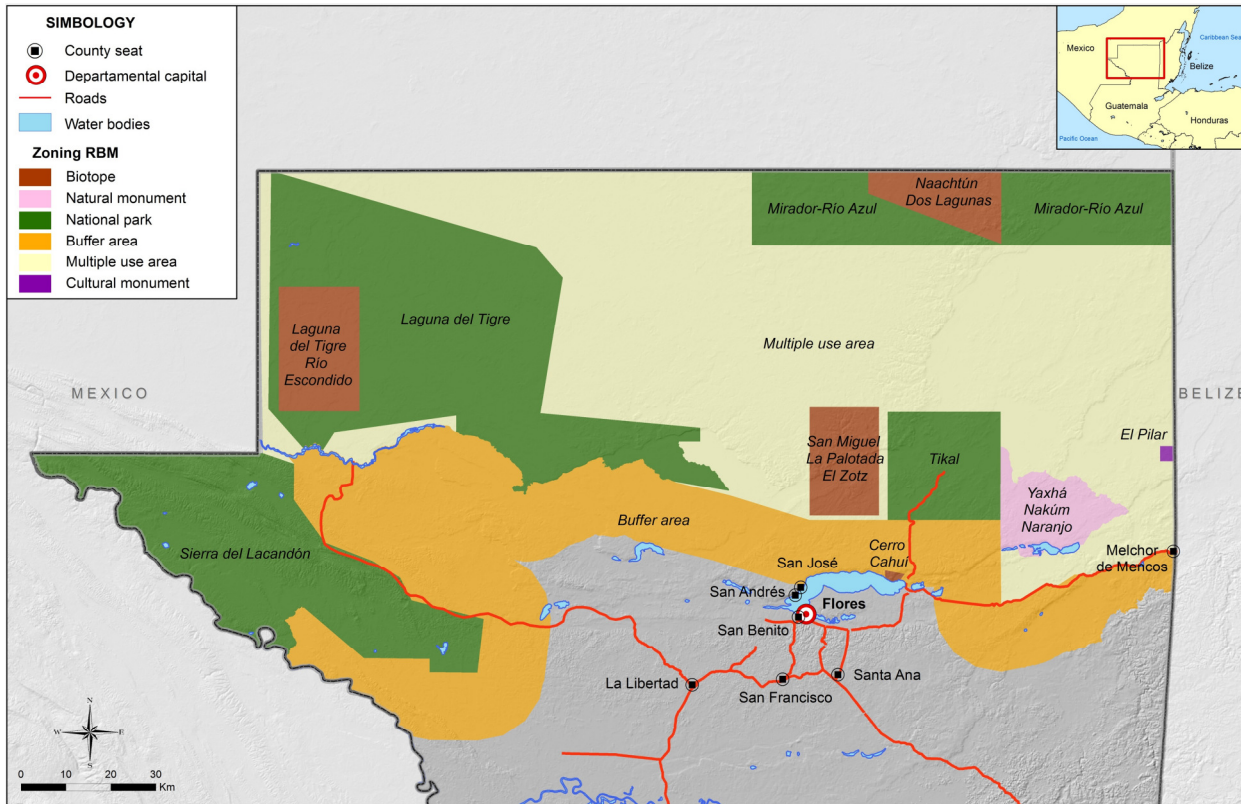 SIMBOLOGY
County seat
Departamental capital
Roads
Water bodies
Zoning RBM
Biotope
Natural monument
National park
Buffer area
Multiple use area
Cultural monument
Mexico
Caribbean Sea
Belize
Guatemala
Honduras
Pacific Ocean
Mirador-Río Azul
Naachtún
Dos Lagunas
Mirador-Río Azul
Laguna
del Tigre
Río
Escondido
Laguna del Tigre
Multiple use area
MEXICO
BELIZE
San Miguel
La Palotada
El Zotz
Tikal
El Pilar
Yaxhá
Nakúm
Naranjo
Buffer area
Sierra del Lacandón
Cerro
Cahuí
Melchor
de Mencos
San José
San Andrés
Flores
San Benito
La Libertad
San Francisco
Santa Ana
N
W
E
S
0 10 20 30
Km